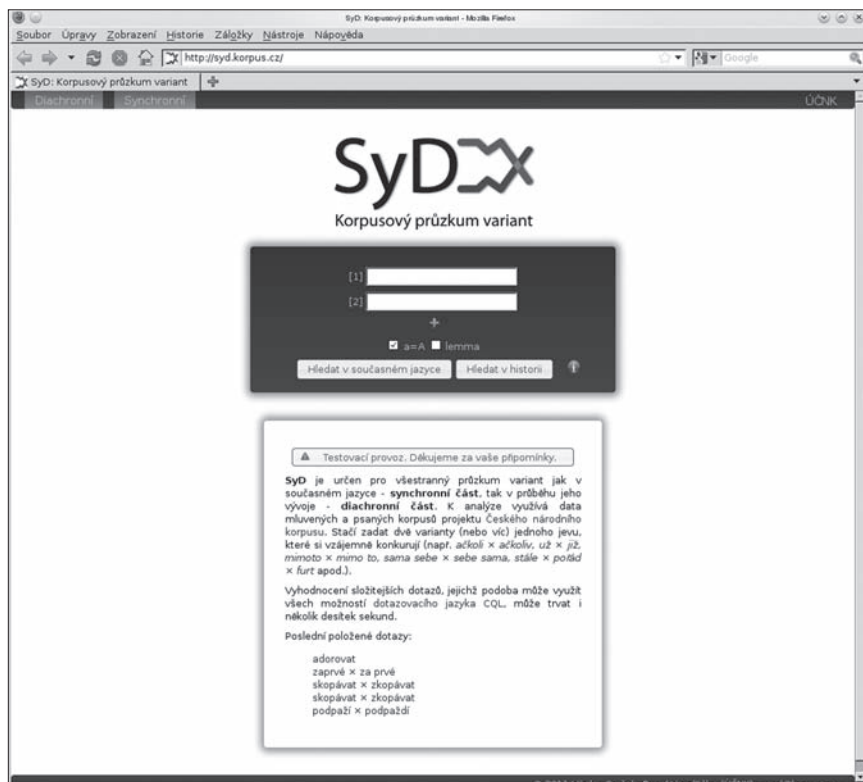 SyD: Korpusový průzkum variant - Mozilla Firefox
Soubor Úpravy Zobrazení Historie Záložky Nástroje Nápověda
http://syd.korpus.cz/ Google
SyD: Korpusový průzkum variant
Diachronní Synchronní ÚČNK
SyD
Korpusový průzkum variant
[1]
[2]
a=A lemma
Hledat v současném jazyce Hledat v historii
Testovací provoz. Děkujeme za vaše připomínky.
SyD je určen pro všestranný průzkum variant jak v
současném jazyce - synchronní část, tak v průběhu jeho
vývoje - diachronní část. K analýze využívá data
mluvených a psaných korpusů projektu Českého národního
korpusu. Stačí zadat dvě varianty (nebo víc) jednoho jevu,
které si vzájemně konkurují (např. ačkoli × ačkoliv, už × již,
mimoto × mimo to, sama sebe × sebe sama, stále × pořád
× furt apod.).
Vyhodnocení složitějších dotazů, jejichž podoba může využít
všech možností dotazovacího jazyka CQL, může trvat i
několik desítek sekund.
Poslední položené dotazy:
adorovat
zaprvé × za prvé
skopávat × zkopávat
skopávat × zkopávat
podpaží × podpaždí